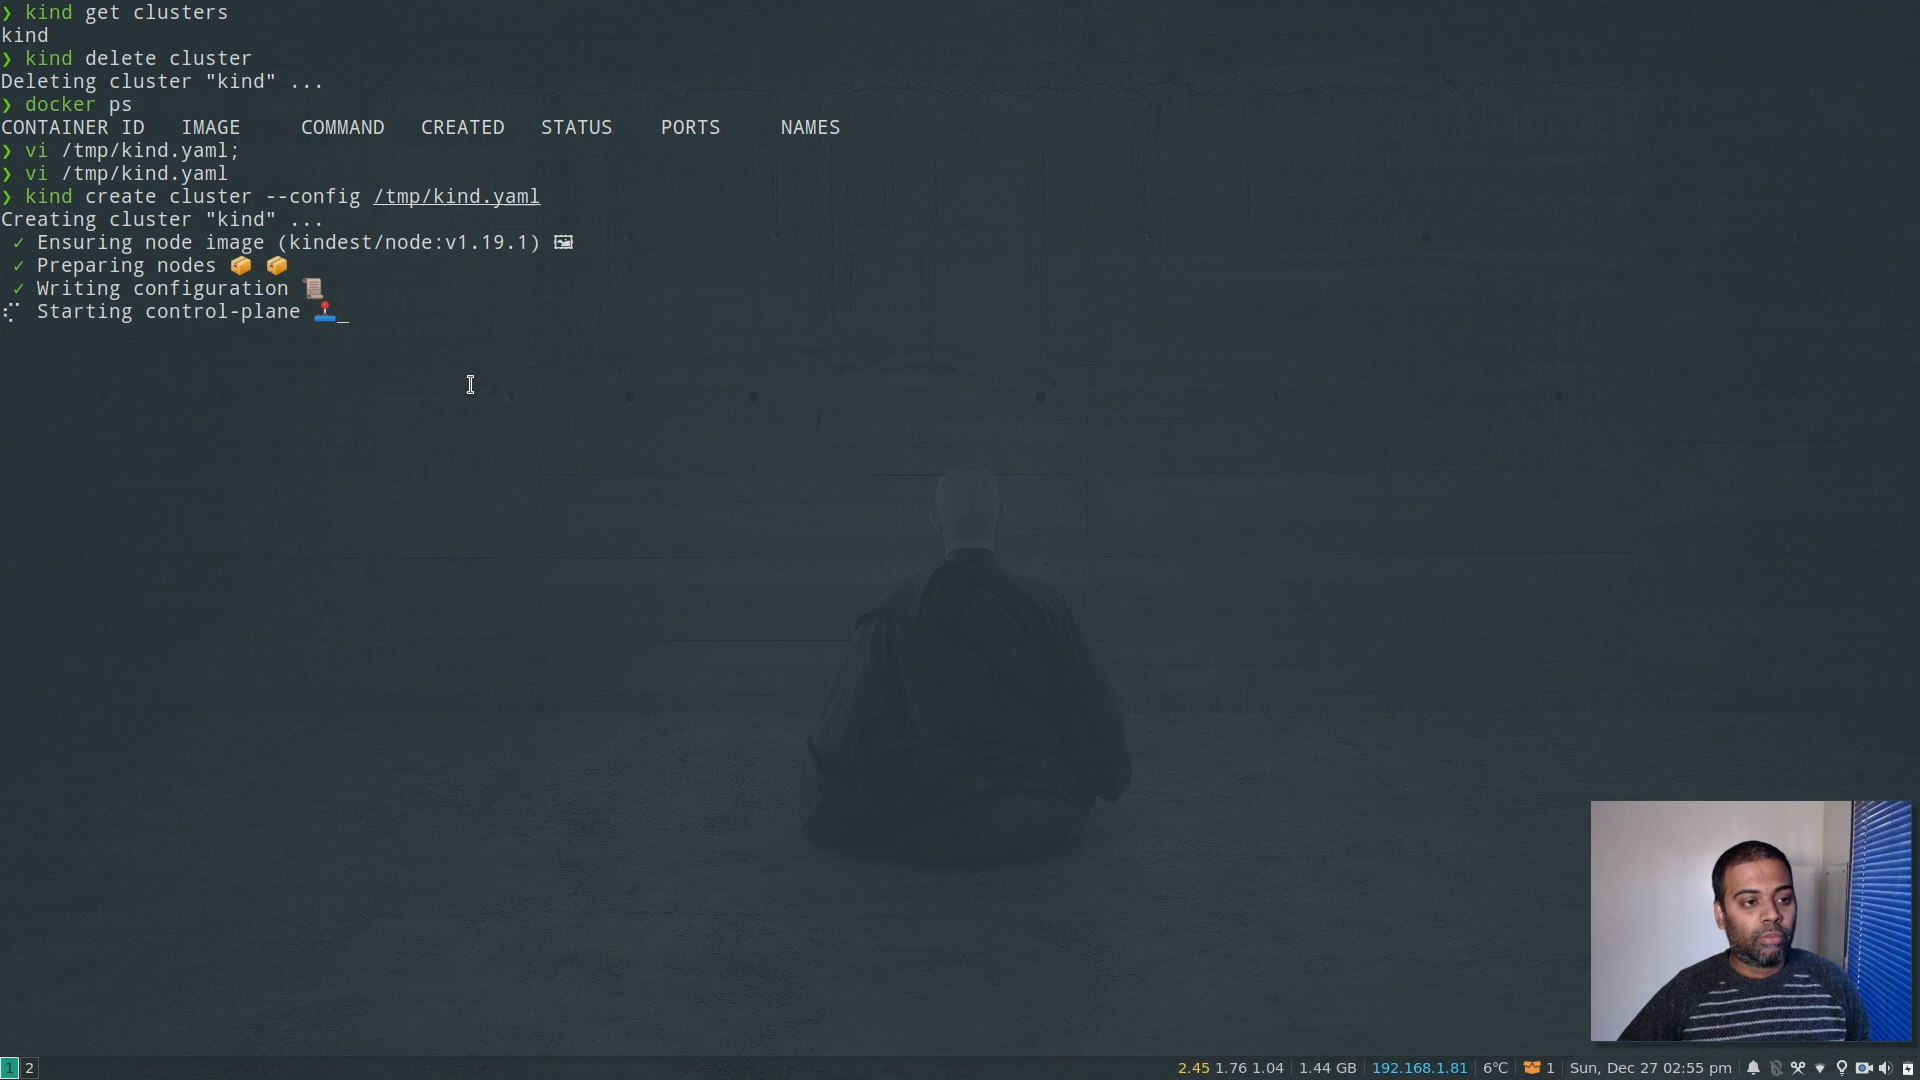 ❯ kind get clusters
kind
❯ kind delete cluster
Deleting cluster "kind" ...
❯ docker ps
CONTAINER ID   IMAGE     COMMAND   CREATED   STATUS    PORTS     NAMES
❯ vi /tmp/kind.yaml;
❯ vi /tmp/kind.yaml
❯ kind create cluster --config /tmp/kind.yaml
Creating cluster "kind" ...
✓ Ensuring node image (kindest/node:v1.19.1) 🖼
✓ Preparing nodes 📦 📦
✓ Writing configuration 📜
Starting control-plane 🕹_
1 2 2.45 1.76 1.04 1.44 GB 192.168.1.81 6°C 1 Sun, Dec 27 02:55 pm